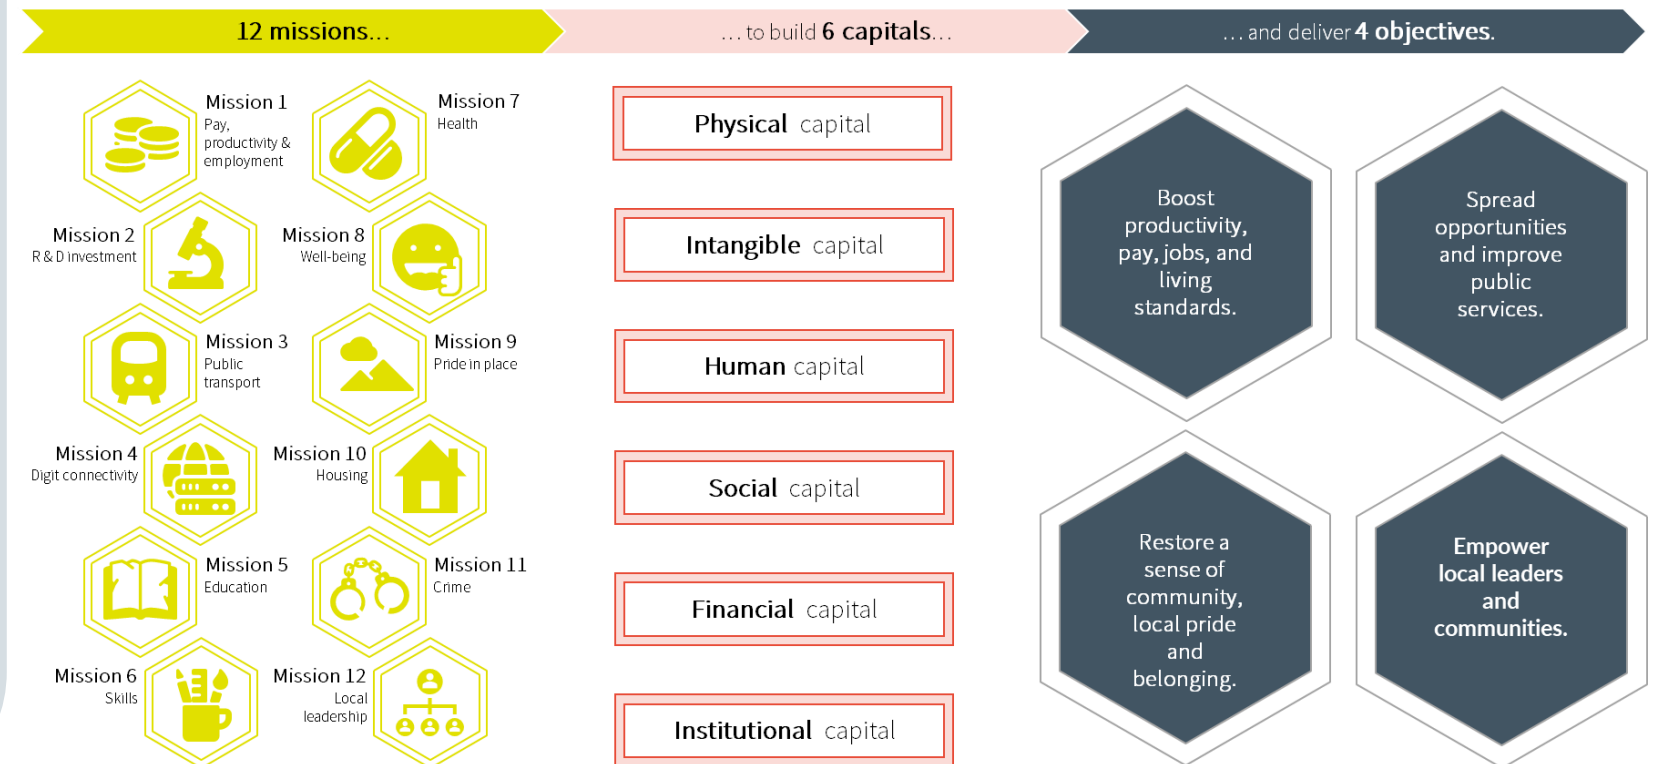 12 missions...
...to build 6 capitals...
...and deliver 4 objectives.
Mission 1
Pay,
productivity &
employment
Mission 7
Health
Mission 2
R & D investment
Mission 8
Well-being
Mission 3
Public
transport
Mission 9
Pride in place
Mission 4
Digit connectivity
Mission 10
Housing
Mission 5
Education
Mission 11
Crime
Mission 6
Skills
Mission 12
Local
leadership
Physical capital
Intangible capital
Human capital
Social capital
Financial capital
Institutional capital
Boost
productivity,
pay, jobs, and
living
standards.
Spread
opportunities
and improve
public
services.
Restore a
sense of
community,
local pride
and
belonging.
Empower
local leaders
and
communities.